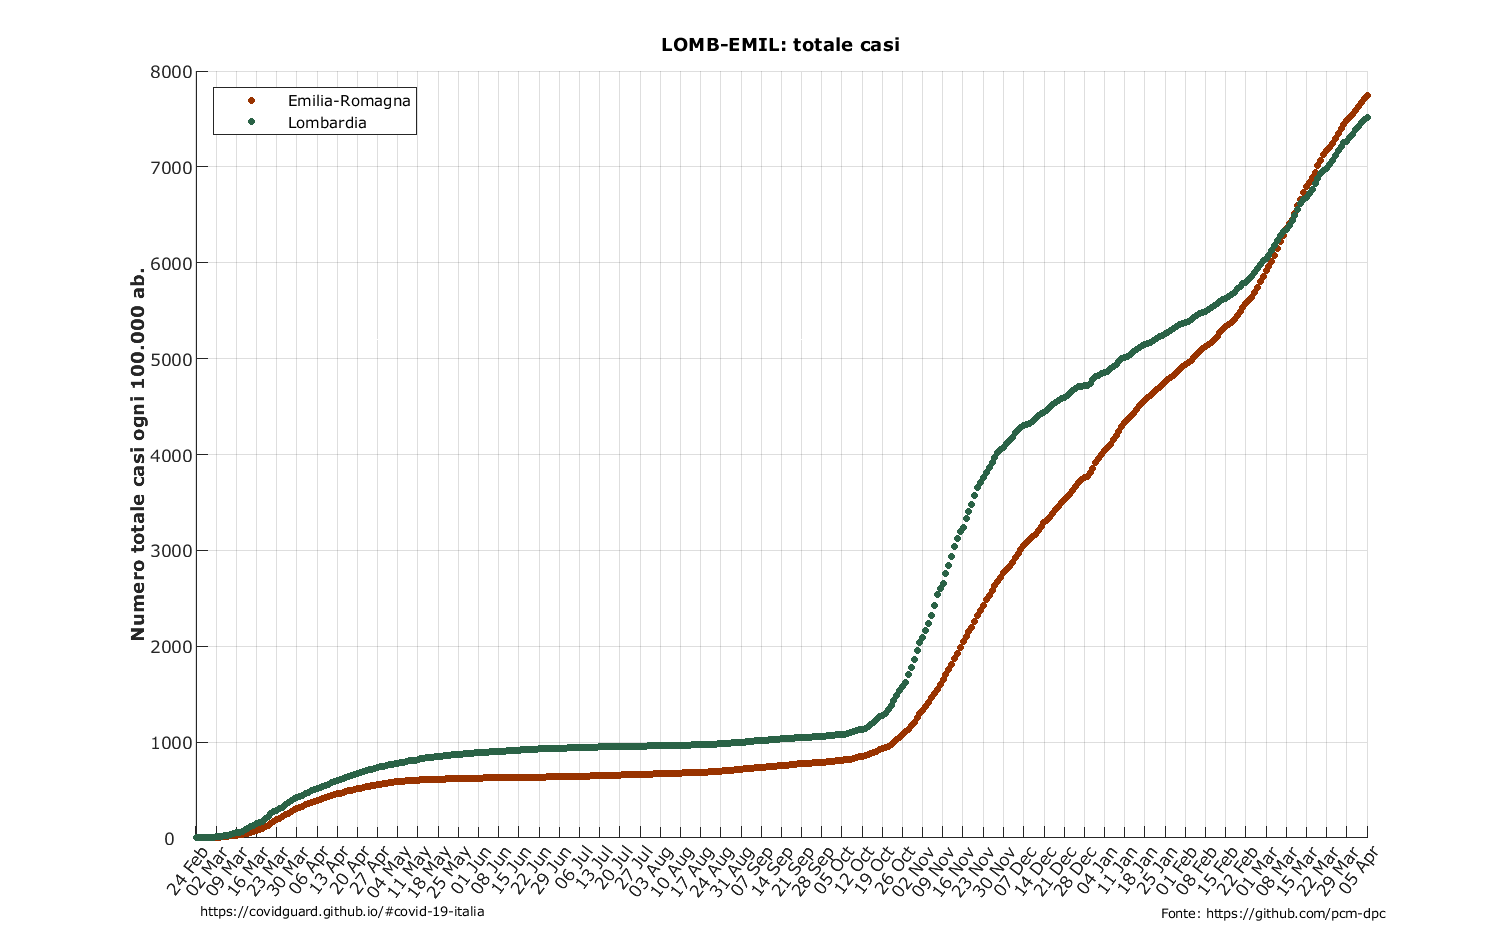 LOMB-EMIL: totale casi
8000
7000
6000
5000
4000
3000
2000
1000
0
Numero totale casi ogni 100.000 ab.
Emilia-Romagna
Lombardia
24 Feb
02 Mar
09 Mar
16 Mar
23 Mar
30 Mar
06 Apr
13 Apr
20 Apr
27 Apr
04 May
11 May
18 May
25 May
01 Jun
08 Jun
15 Jun
22 Jun
29 Jun
06 Jul
13 Jul
20 Jul
27 Jul
03 Aug
10 Aug
17 Aug
24 Aug
31 Aug
07 Sep
14 Sep
21 Sep
28 Sep
05 Oct
12 Oct
19 Oct
26 Oct
02 Nov
09 Nov
16 Nov
23 Nov
30 Nov
07 Dec
14 Dec
21 Dec
28 Dec
04 Jan
11 Jan
18 Jan
25 Jan
01 Feb
08 Feb
15 Feb
22 Feb
01 Mar
08 Mar
15 Mar
22 Mar
29 Mar
05 Apr
https://covidguard.github.io/#covid-19-italia
Fonte: https://github.com/pcm-dpc